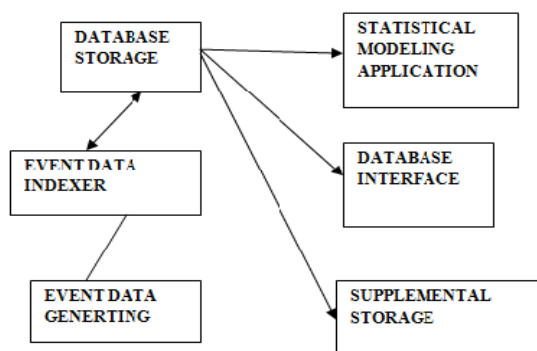 DATABASE
STORAGE
STATISTICAL
MODELING
APPLICATION
EVENT DATA
INDEXER
DATABASE
INTERFACE
EVENT DATA
GENERTING
SUPPLEMENTAL
STORAGE